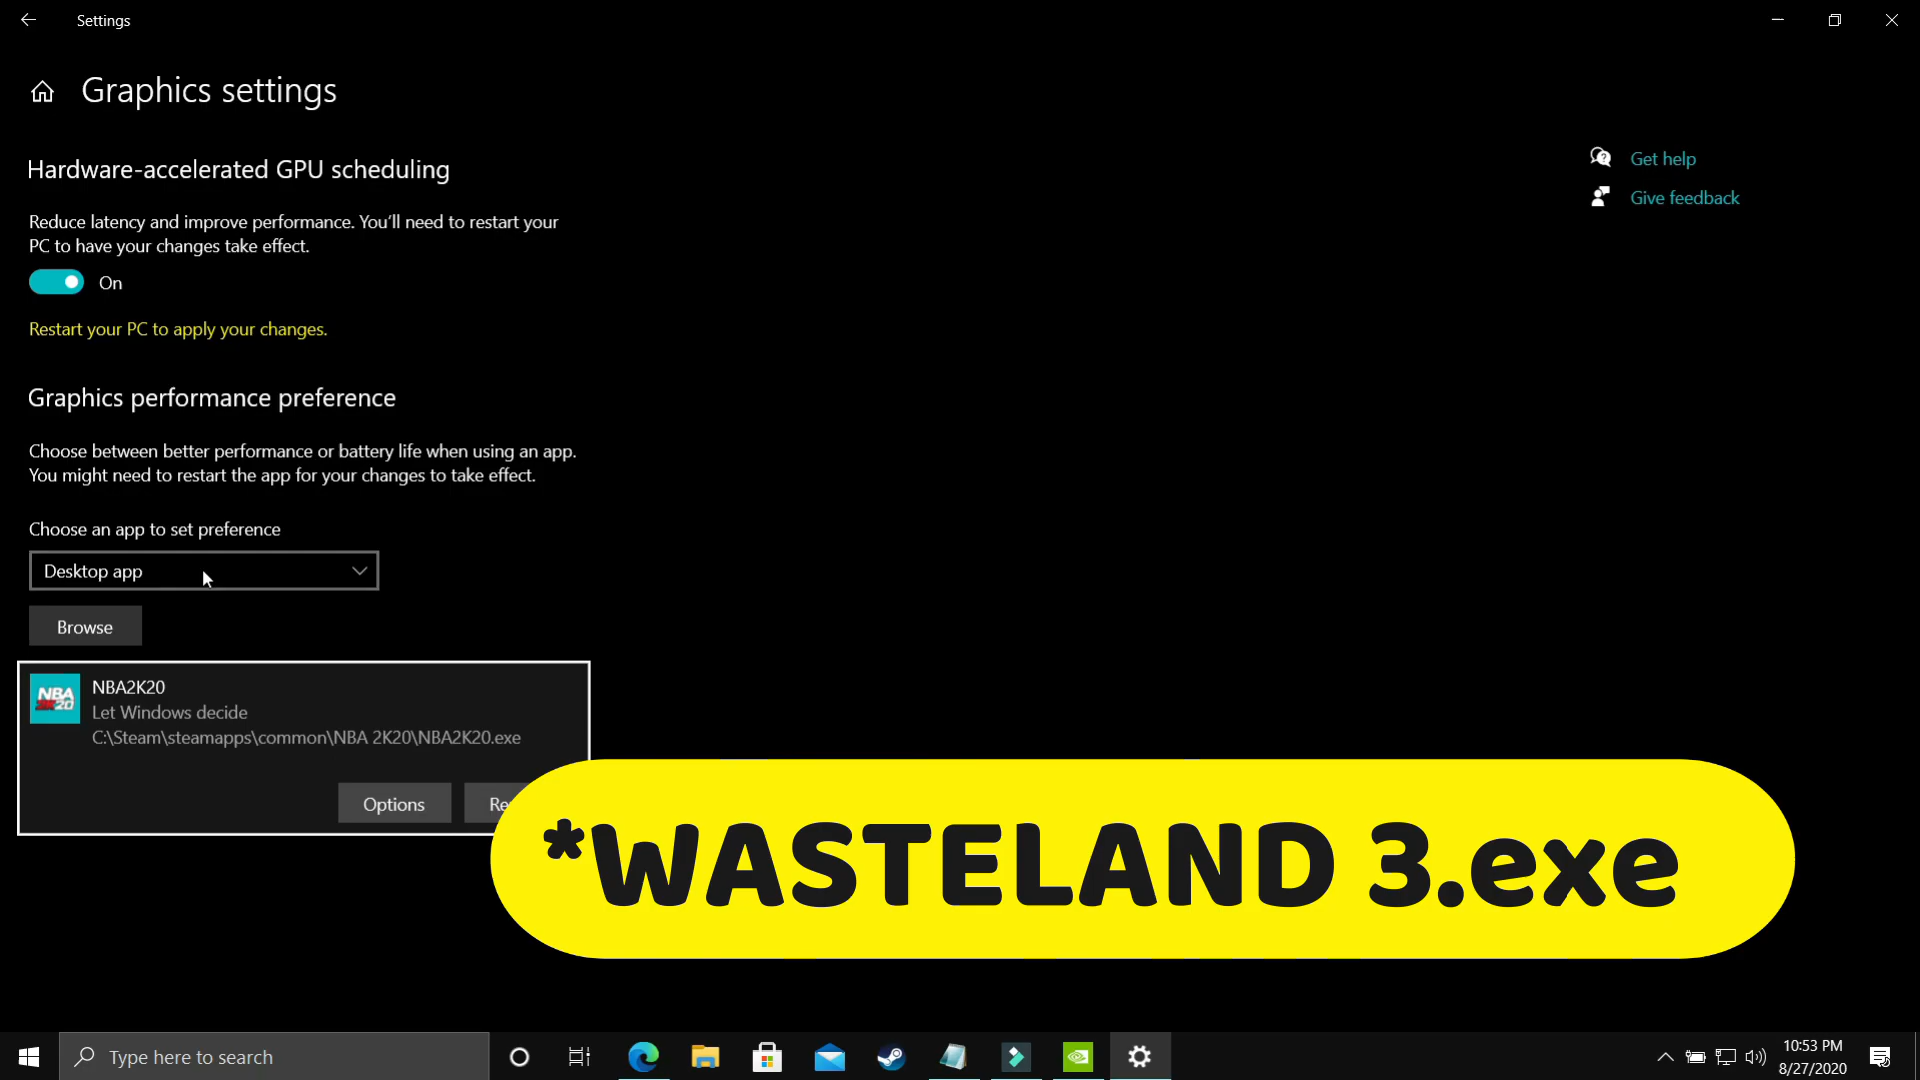 Settings
Graphics settings
Hardware-accelerated GPU scheduling
Reduce latency and improve performance. You'll need to restart your
PC to have your changes take effect.
On
Restart your PC to apply your changes.
Graphics performance preference
Choose between better performance or battery life when using an app.
You might need to restart the app for your changes to take effect.
Choose an app to set preference
Desktop app
Browse
NBA
2K20
NBA2K20
Let Windows decide
C:\Steam\steamapps\common\NBA 2K20\NBA2K20.exe
Options
Get help
Give feedback
*WASTELAND 3.exe
Type here to search
10:53 PM
8/27/2020